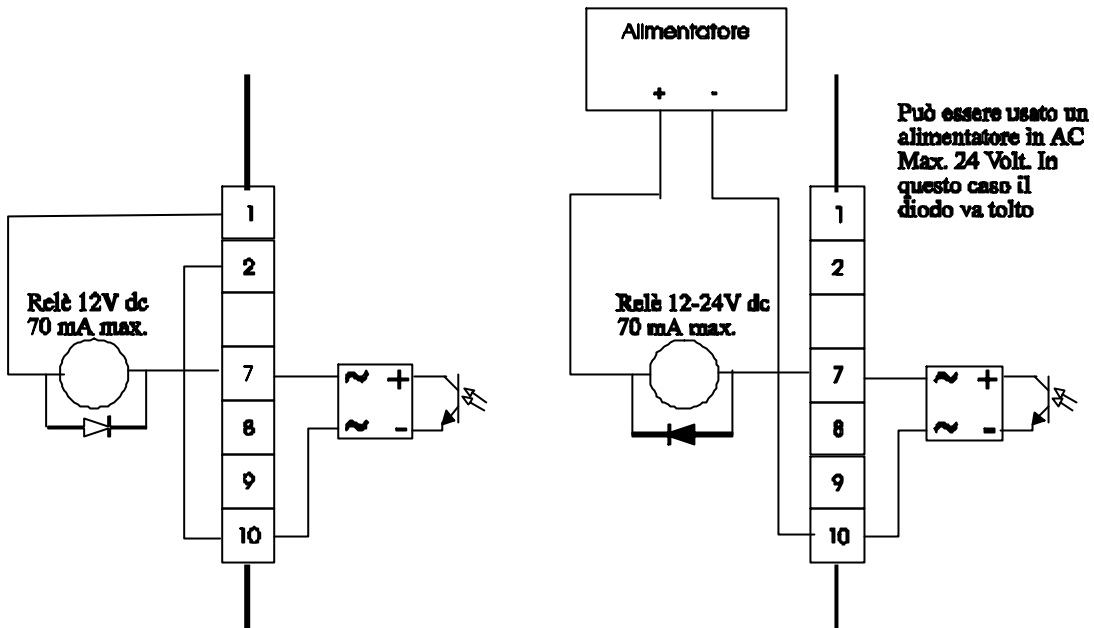 Alimentatore
+ -
Può essere usato un
alimentatore in AC
Max. 24 Volt. In
questo caso il
diodo va tolto
1
2
Relè 12V dc
70 mA max.
7
8
9
10
~ +
~ -
1
2
Relè 12-24V dc
70 mA max.
7
8
9
10
~ +
~ -